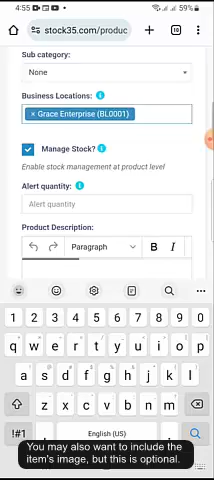 4:55
59%
stock35.com/produc
10
Sub category:
None
Business Locations:
× Grace Enterprise (BL0001)
Manage Stock?
Enable stock management at product level
Alert quantity:
Alert quantity
Product Description:
Paragraph
B I
1 2 3 4 5 6 7 8 9 0
q w e r t y u i o p
a s d f g h j k l
z x c v b n m
!#1 , English (US) .
You may also want to include the
item's image, but this is optional.